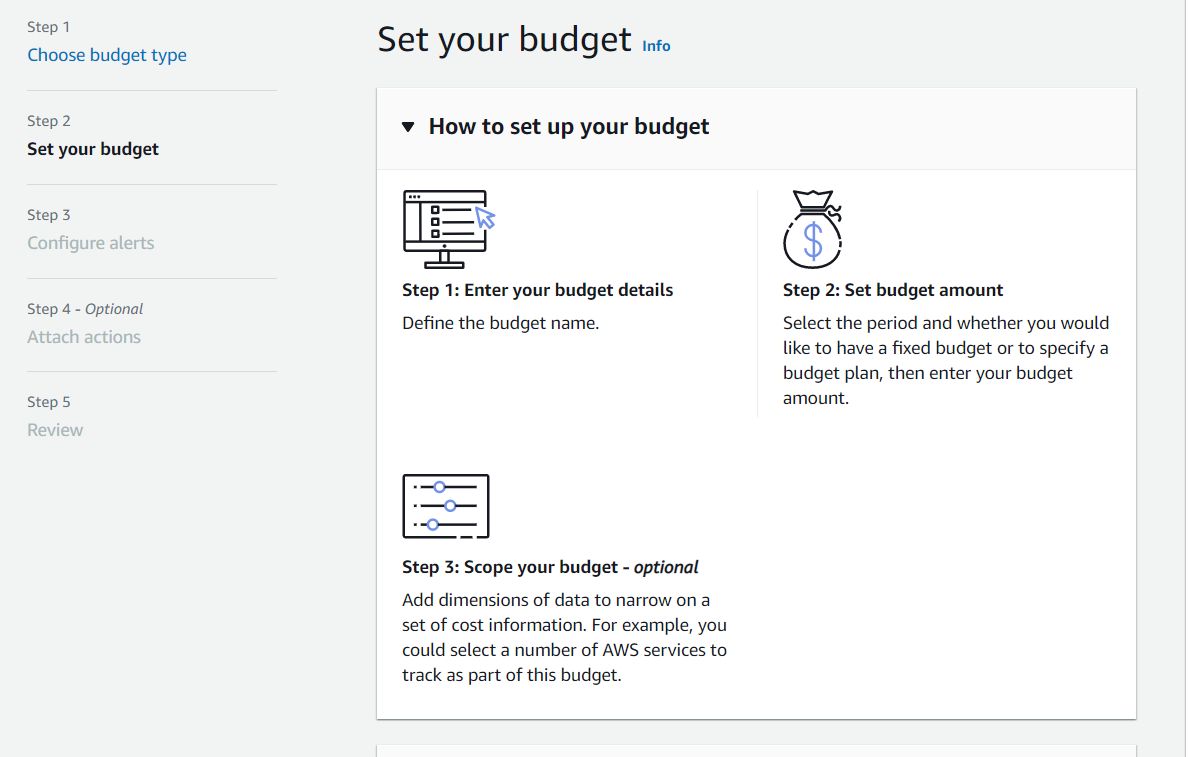 Step 1
Choose budget type
Step 2
Set your budget
Step 3
Configure alerts
Step 4 - Optional
Attach actions
Step 5
Review
Set your budget Info
How to set up your budget
Step 1: Enter your budget details
Define the budget name.
$
Step 2: Set budget amount
Select the period and whether you would
like to have a fixed budget or to specify a
budget plan, then enter your budget
amount.
Step 3: Scope your budget - optional
Add dimensions of data to narrow on a
set of cost information. For example, you
could select a number of AWS services to
track as part of this budget.